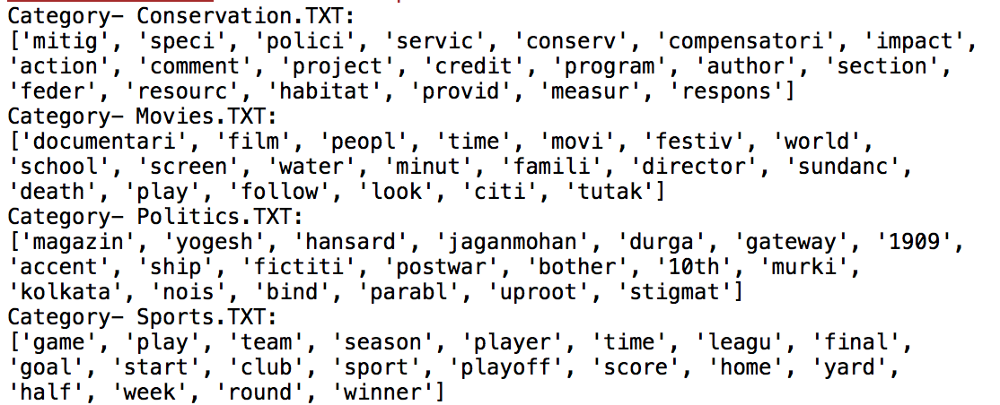 Category- Conservation.TXT:
['mitig', 'speci', 'polici', 'servic', 'conserv', 'compensatori', 'impact',
'action', 'comment', 'project', 'credit', 'program', 'author', 'section',
'feder', 'resourc', 'habitat', 'provid', 'measur', 'respons']
Category- Movies.TXT:
['documentari', 'film', 'peopl', 'time', 'movi', 'festiv', 'world',
'school', 'screen', 'water', 'minut', 'famili', 'director', 'sundanc',
'death', 'play', 'follow', 'look', 'citi', 'tutak']
Category- Politics.TXT:
['magazin', 'yogesh', 'hansard', 'jaganmohan', 'durga', 'gateway', '1909',
'accent', 'ship', 'fictiti', 'postwar', 'bother', '10th', 'murki',
'kolkata', 'nois', 'bind', 'parabl', 'uproot', 'stigmat']
Category- Sports.TXT:
['game', 'play', 'team', 'season', 'player', 'time', 'leagu', 'final',
'goal', 'start', 'club', 'sport', 'playoff', 'score', 'home', 'yard',
'half', 'week', 'round', 'winner']